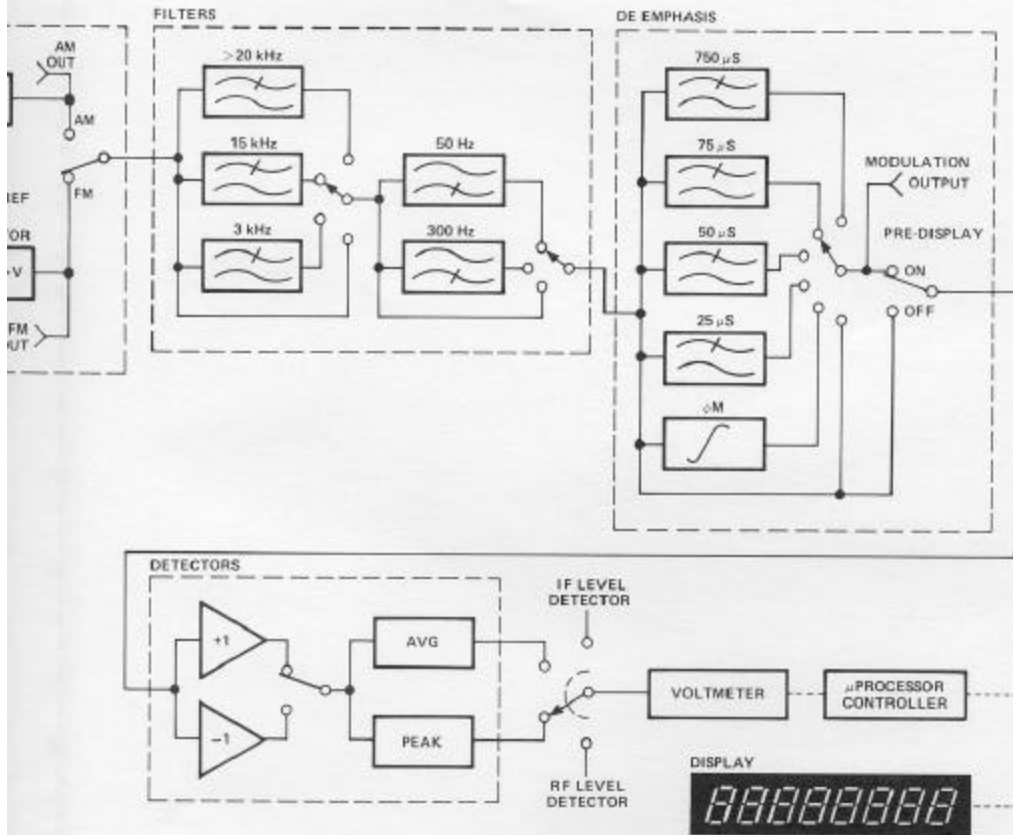 FILTERS
DE EMPHASIS
AM
OUT
AM
FM
>20 kHz
15 kHz
3 kHz
50 Hz
300 Hz
750 μS
75 μS
50 μS
25 μS
φM
MODULATION
OUTPUT
PRE-DISPLAY
ON
OFF
FM
DETECTORS
+1
−1
AVG
PEAK
IF LEVEL
DETECTOR
RF LEVEL
DETECTOR
VOLTMETER
μPROCESSOR
CONTROLLER
DISPLAY
88888888